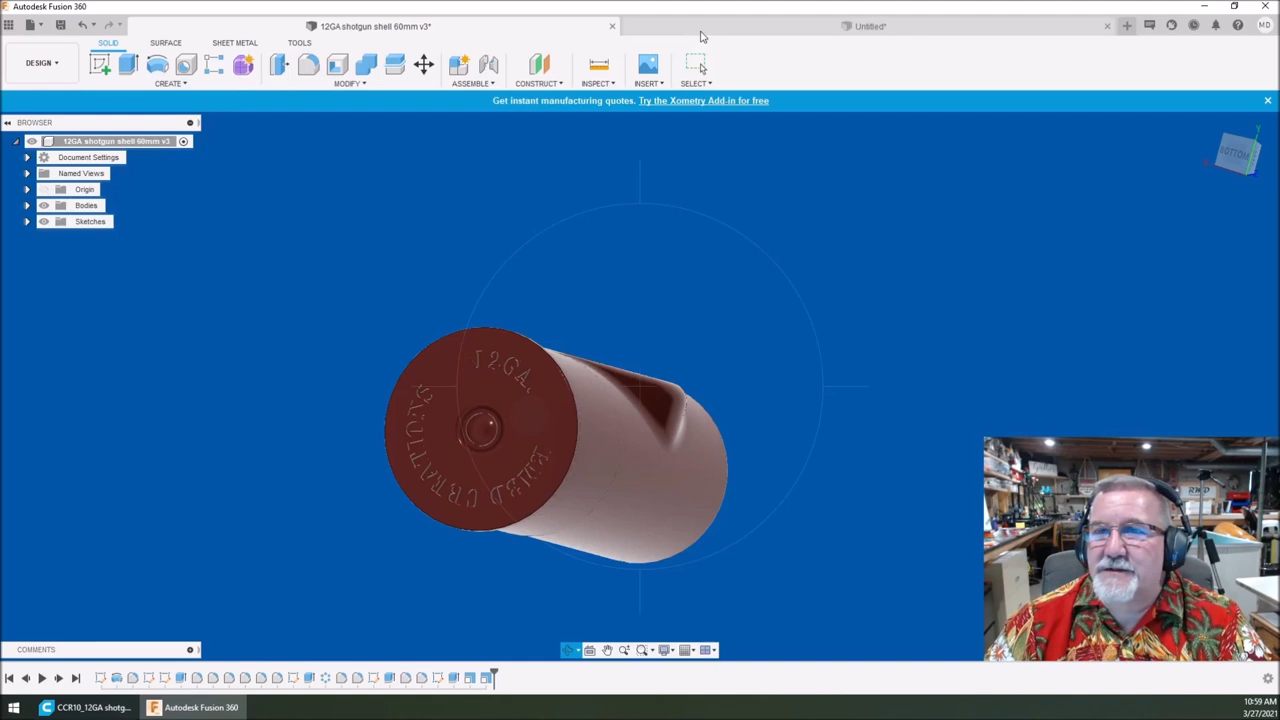 Autodesk Fusion 360
12GA shotgun shell 60mm v3*
Untitled*
MD
SOLID
SURFACE
SHEET METAL
TOOLS
DESIGN
CREATE
MODIFY
ASSEMBLE
CONSTRUCT
INSPECT
INSERT
SELECT
Get instant manufacturing quotes. Try the Xometry Add-in for free
BROWSER
12GA shotgun shell 60mm v3
Document Settings
Named Views
Origin
Bodies
Sketches
BOTTOM
12GA.
COMMENTS
CCR10_12GA shotg...
Autodesk Fusion 360
10:59 AM
3/27/2021